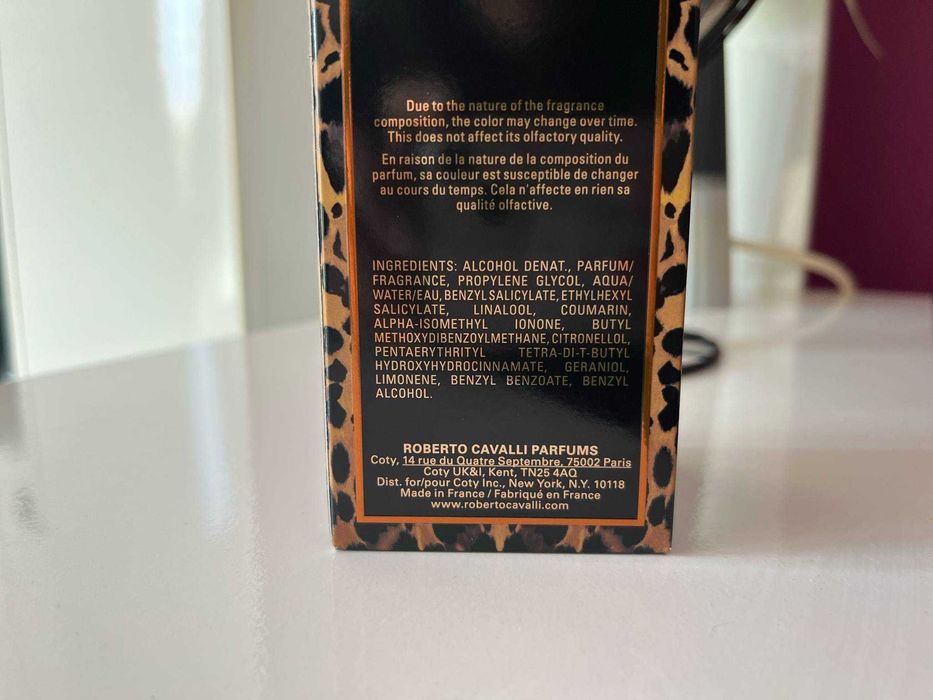 Due to the nature of the fragrance
composition, the color may change over time.
This does not affect its olfactory quality.
En raison de la nature de la composition du
parfum, sa couleur est susceptible de changer
au cours du temps. Cela n'affecte en rien sa
qualité olfactive.
INGREDIENTS: ALCOHOL DENAT., PARFUM/
FRAGRANCE, PROPYLENE GLYCOL, AQUA/
WATER/EAU, BENZYL SALICYLATE, ETHYLHEXYL
SALICYLATE, LINALOOL, COUMARIN,
ALPHA-ISOMETHYL IONONE, BUTYL
METHOXYDIBENZOYLMETHANE, CITRONELLOL,
PENTAERYTHRITYL TETRA-DI-T-BUTYL
HYDROXYHYDROCINNAMATE, GERANIOL,
LIMONENE, BENZYL BENZOATE, BENZYL
ALCOHOL.
ROBERTO CAVALLI PARFUMS
Coty, 14 rue du Quatre Septembre, 75002 Paris
Coty UK&I, Kent, TN25 4AQ
Dist. for/pour Coty Inc., New York, N.Y. 10118
Made in France / Fabriqué en France
www.robertocavalli.com